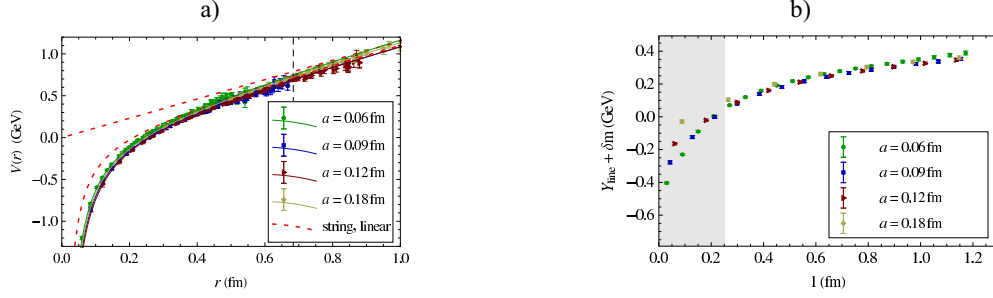 a)
b)
V(r) (GeV)
1.0
0.5
0.0
−0.5
−1.0
a = 0.06 fm
a = 0.09 fm
a = 0.12 fm
a = 0.18 fm
string, linear
0.0 0.2 0.4 0.6 0.8 1.0
r (fm)
Y_line + δm (GeV)
0.4
0.2
0.0
−0.2
−0.4
−0.6
a = 0.06 fm
a = 0.09 fm
a = 0.12 fm
a = 0.18 fm
0.0 0.2 0.4 0.6 0.8 1.0 1.2
l (fm)